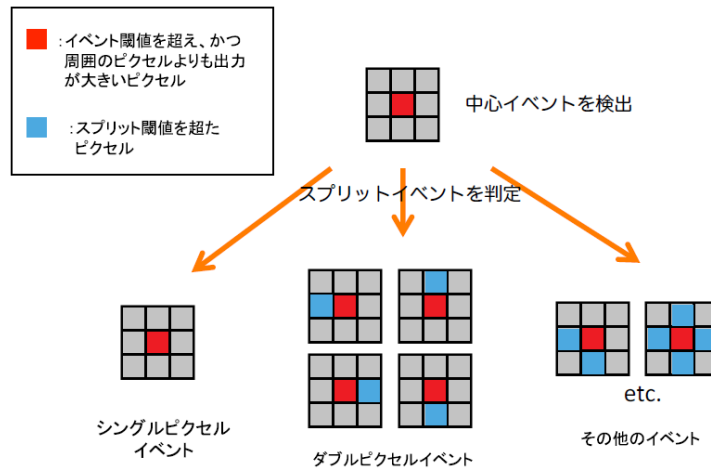 :イベント閾値を超え、かつ
周囲のピクセルよりも出力
が大きいピクセル
:スプリット閾値を超た
ピクセル
中心イベントを検出
スプリットイベントを判定
シングルピクセル
イベント
ダブルピクセルイベント
etc.
その他のイベント